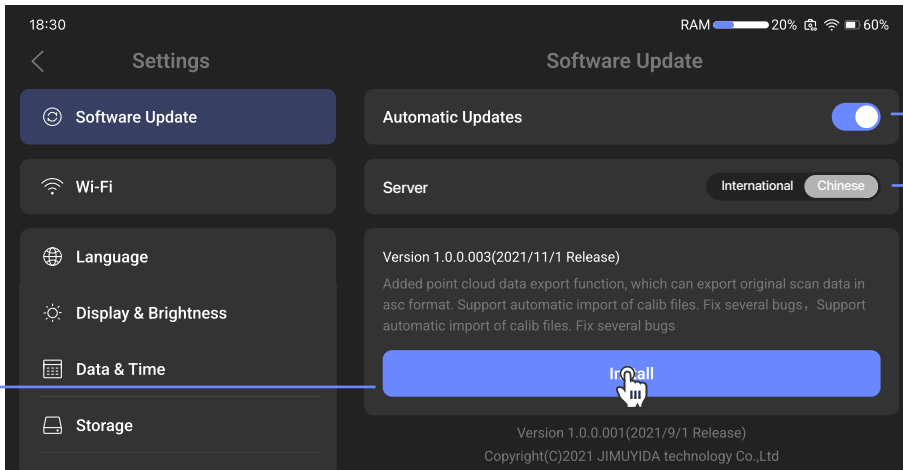 18:30
RAM 20% 60%
Settings
Software Update
Software Update
Automatic Updates
Wi-Fi
Server
International Chinese
Language
Version 1.0.0.003(2021/11/1 Release)
Added point cloud data export function, which can export original scan data in
asc format. Support automatic import of calib files. Fix several bugs，Support
automatic import of calib files. Fix several bugs
Display & Brightness
Data & Time
Install
Storage
Version 1.0.0.001(2021/9/1 Release)
Copyright(C)2021 JIMUYIDA technology Co.,Ltd